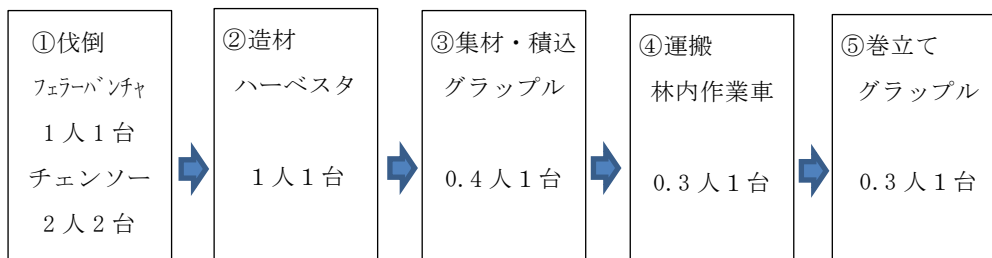 ①伐倒
フェラーバンチャ
1人1台
チェンソー
2人2台
②造材
ハーベスタ
1人1台
③集材・積込
グラップル
0.4人1台
④運搬
林内作業車
0.3人1台
⑤巻立て
グラップル
0.3人1台